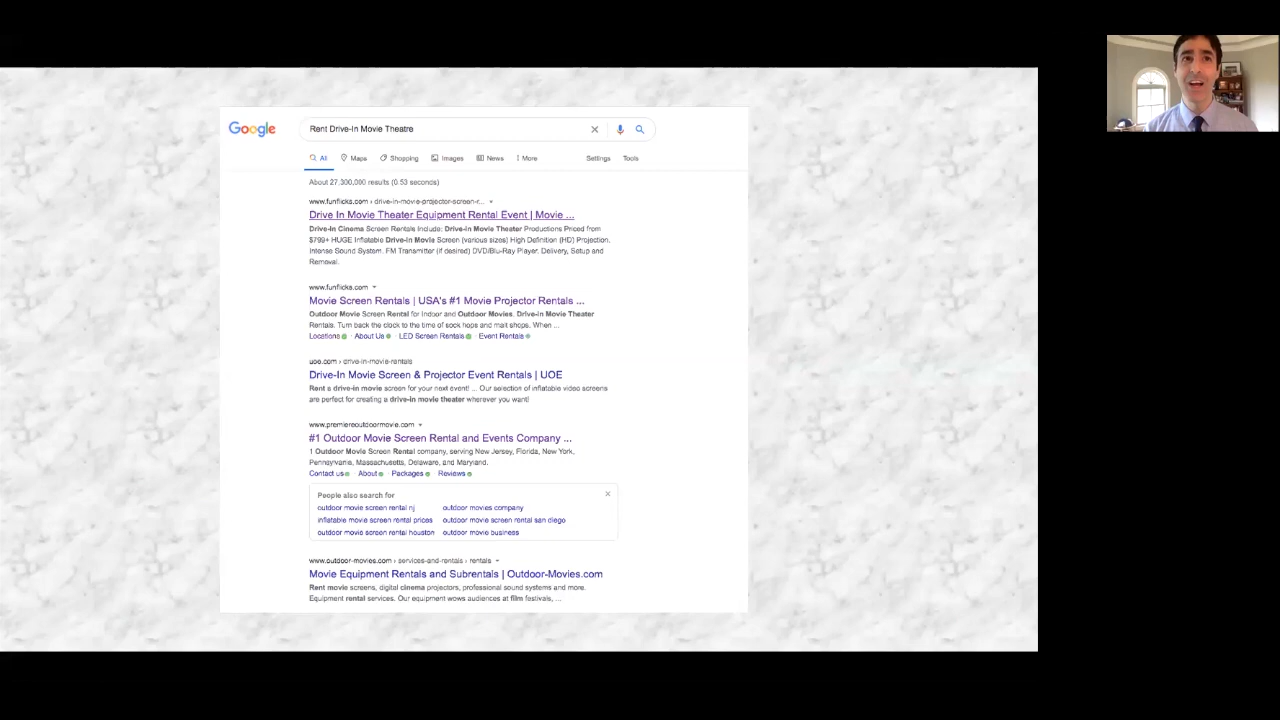 Google
Rent Drive-In Movie Theatre
All Maps Shopping Images News More Settings Tools
About 27,300,000 results (0.53 seconds)
www.funflicks.com › drive-in-movie-projector-screen-r...
Drive In Movie Theater Equipment Rental Event | Movie ...
Drive-In Cinema Screen Rentals Include: Drive-In Movie Theater Productions Priced from
$799+ HUGE Inflatable Drive-in Movie Screen (various sizes) High Definition (HD) Projection.
Intense Sound System. FM Transmitter (if desired) DVD/Blu-Ray Player. Delivery, Setup and
Removal.
www.funflicks.com
Movie Screen Rentals | USA's #1 Movie Projector Rentals ...
Outdoor Movie Screen Rental for Indoor and Outdoor Movies. Drive-In Movie Theater
Rentals. Turn back the clock to the time of sock hops and malt shops. When ...
Locations · About Us · LED Screen Rentals · Event Rentals
uoe.com › drive-in-movie-rentals
Drive-In Movie Screen & Projector Event Rentals | UOE
Rent a drive-in movie screen for your next event! ... Our selection of inflatable video screens
are perfect for creating a drive-in movie theater wherever you want!
www.premiereoutdoormovie.com
#1 Outdoor Movie Screen Rental and Events Company ...
1 Outdoor Movie Screen Rental company, serving New Jersey, Florida, New York,
Pennsylvania, Massachusetts, Delaware, and Maryland.
Contact us · About · Packages · Reviews
People also search for
outdoor movie screen rental nj outdoor movies company
inflatable movie screen rental prices outdoor movie screen rental san diego
outdoor movie screen rental houston outdoor movie business
www.outdoor-movies.com › services-and-rentals › rentals
Movie Equipment Rentals and Subrentals | Outdoor-Movies.com
Rent movie screens, digital cinema projectors, professional sound systems and more.
Equipment rental services. Our equipment wows audiences at film festivals, ...